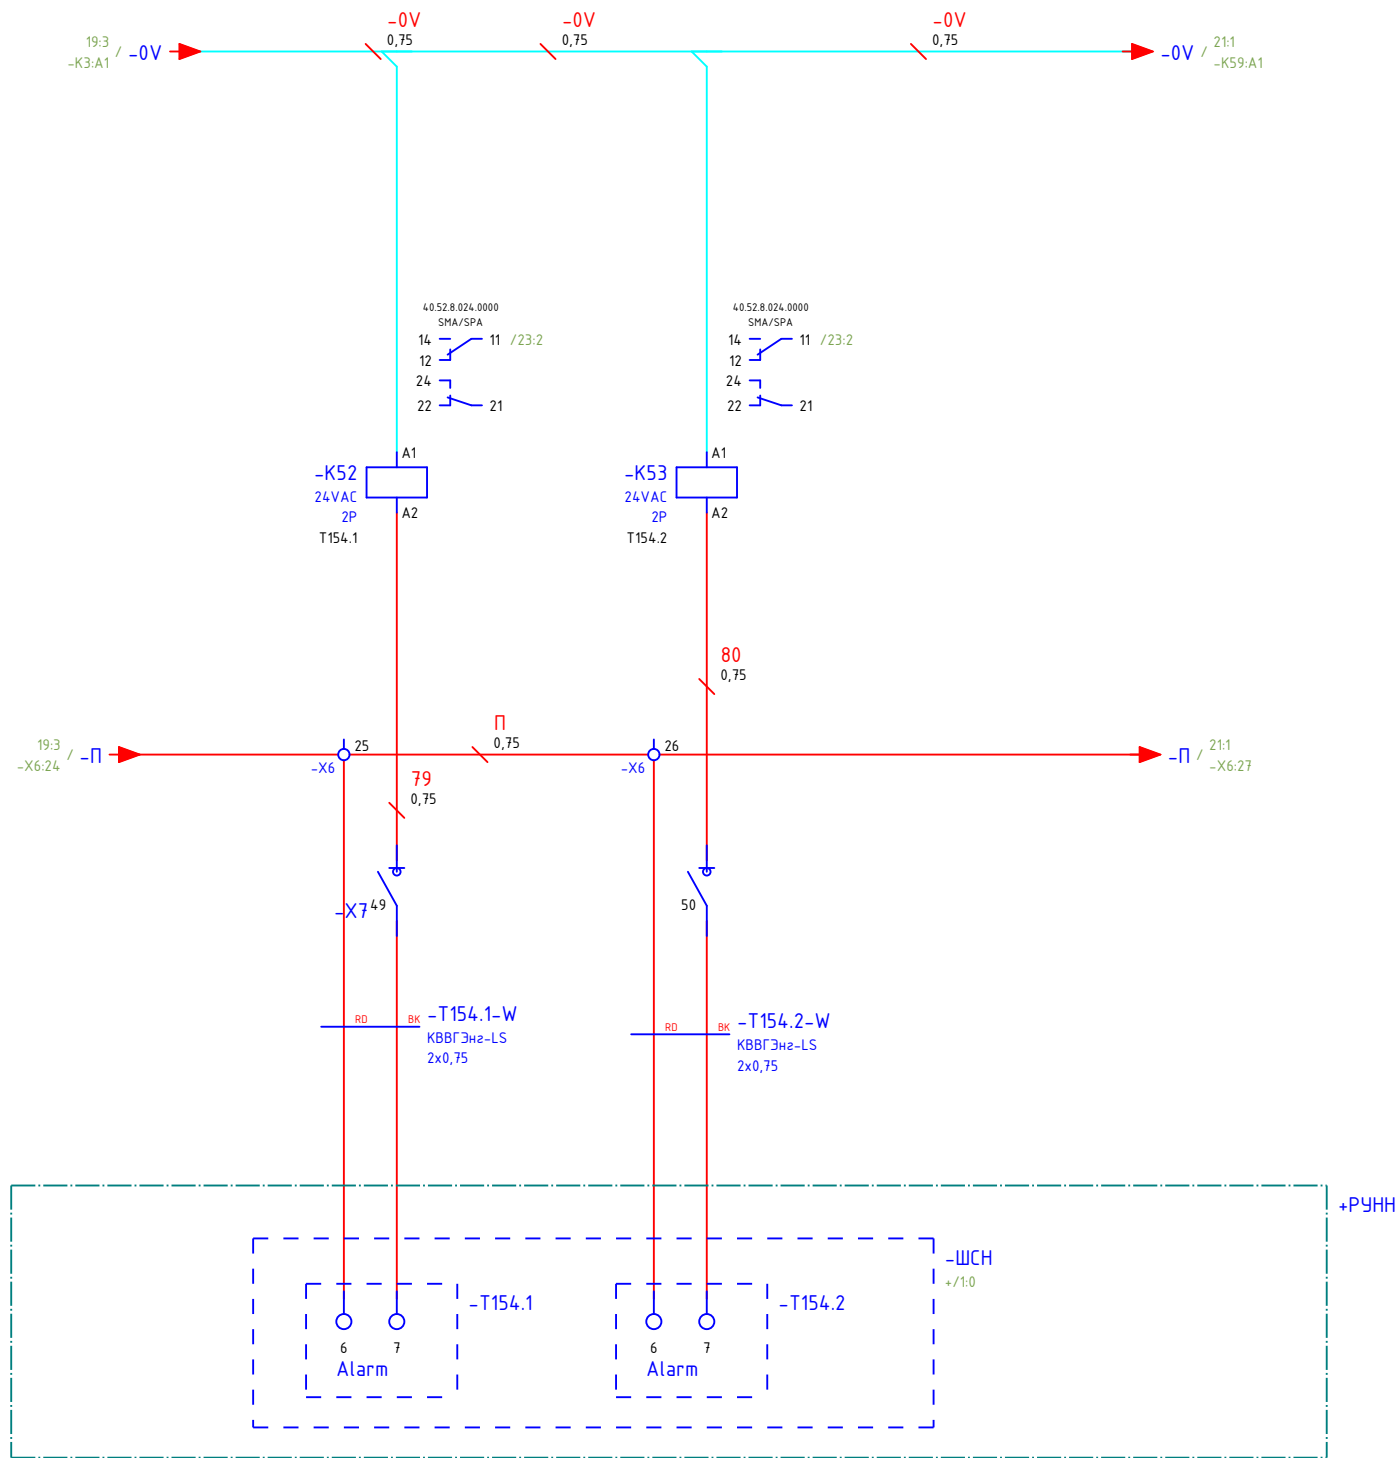 -0V
0,75
-0V
0,75
-0V
0,75
19:3
/
-K3:A1
-0V
-0V
/
21:1
-K59:A1
40.52.8.024.0000
SMA/SPA
14
11
/23:2
12
24
22
21
40.52.8.024.0000
SMA/SPA
14
11
/23:2
12
24
22
21
A1
-K52
24VAC
2P
A2
T154.1
A1
-K53
24VAC
2P
A2
T154.2
80
0,75
19:3
/
-X6:24
-П
25
-X6
П
0,75
26
-X6
-П
/
21:1
-X6:27
79
0,75
-X7
49
50
RD
BK
-T154.1-W
КВВГЭнг-LS
2x0,75
RD
BK
-T154.2-W
КВВГЭнг-LS
2x0,75
+РУНН
-ШСН
+/1:0
-T154.1
6
7
Alarm
-T154.2
6
7
Alarm